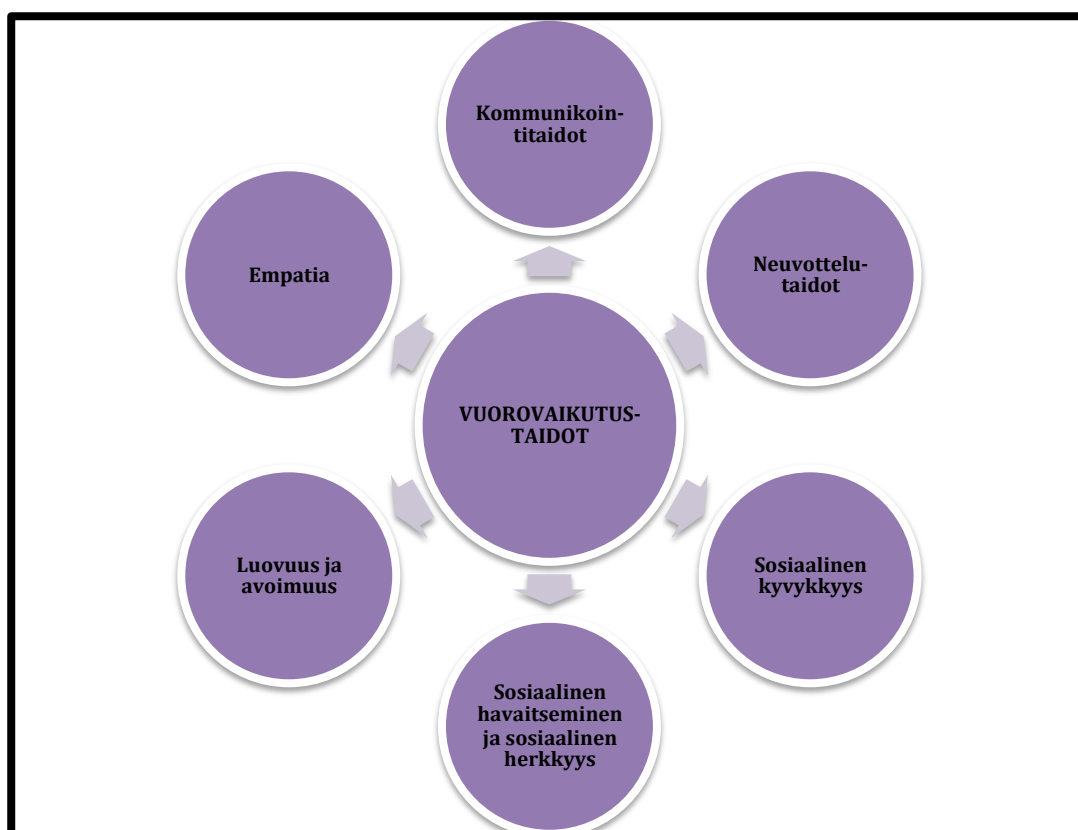 Kommunikoin-
titaidot
Empatia
Neuvottelu-
taidot
VUOROVAIKUTUS-
TAIDOT
Luovuus ja
avoimuus
Sosiaalinen
kyvykkyys
Sosiaalinen
havaitseminen
ja sosiaalinen
herkkyys